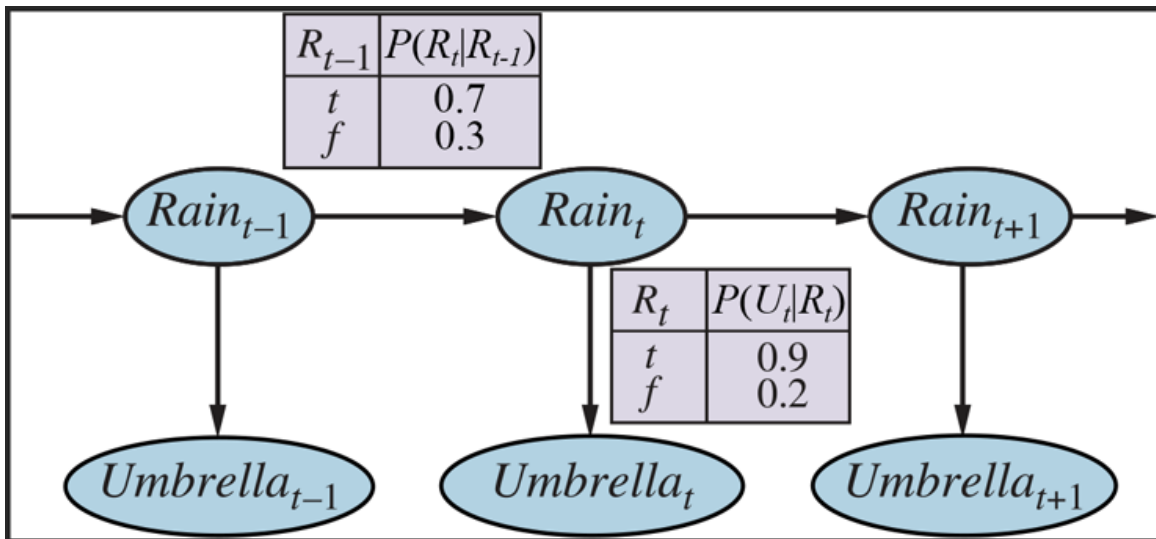 R_{t-1} P(R_t|R_{t-1})
t 0.7
f 0.3
Rain_{t-1} Rain_t Rain_{t+1}
R_t P(U_t|R_t)
t 0.9
f 0.2
Umbrella_{t-1} Umbrella_t Umbrella_{t+1}